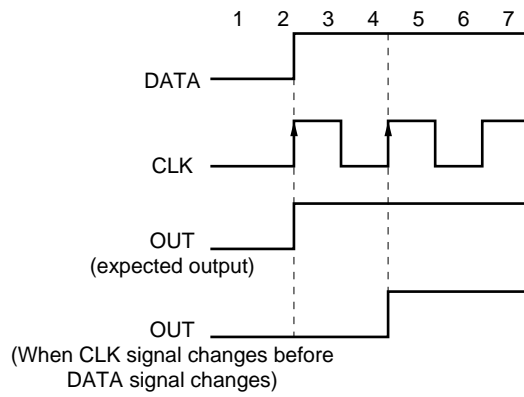 1 2 3 4 5 6 7
DATA
CLK
OUT
(expected output)
OUT
(When CLK signal changes before
DATA signal changes)